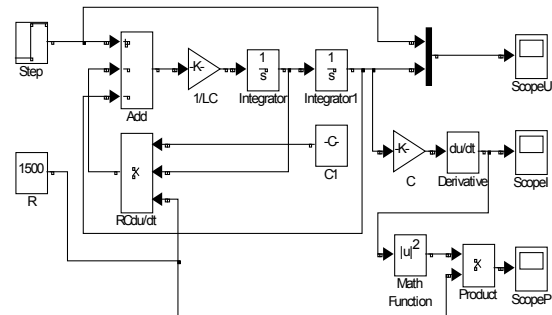 Step
Add
-K-
1/LC
1
s
Integrator
1
s
Integrator1
ScopeU
1500
R
x
RCdu/dt
-C-
C1
-K-
C
du/dt
Derivative
ScopeI
|u|2
Math
Function
x
Product
ScopeP